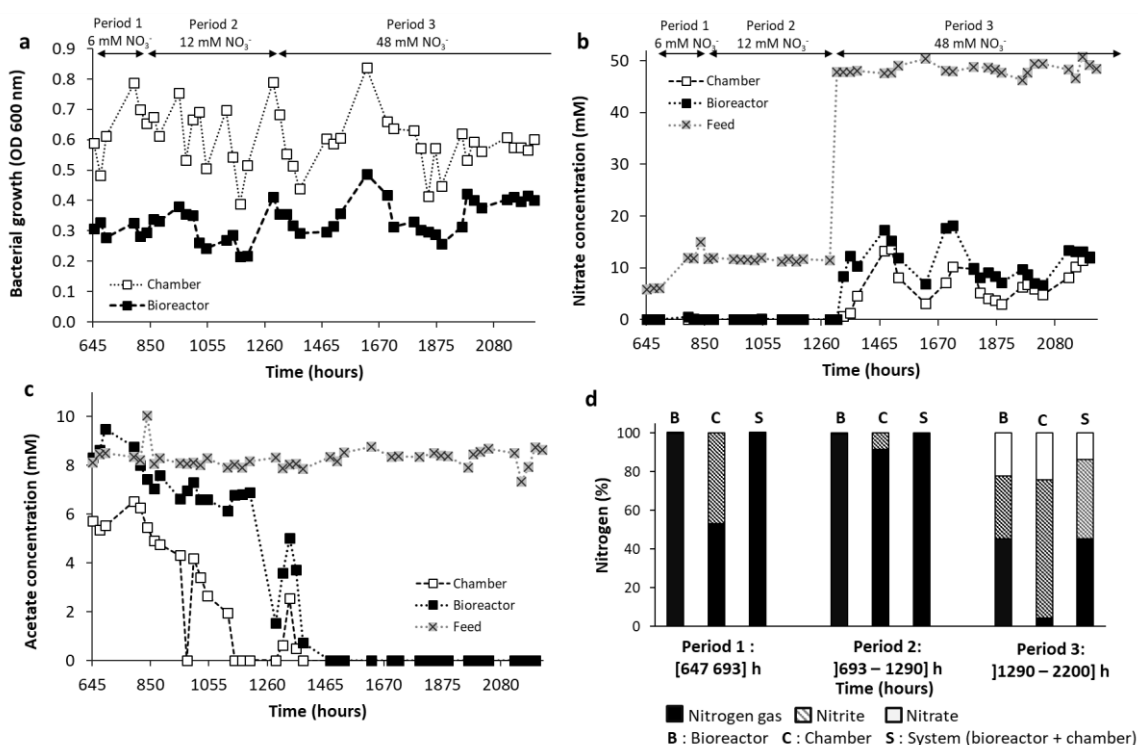 a
Period 1
6 mM NO₃⁻
Period 2
12 mM NO₃⁻
Period 3
48 mM NO₃⁻
Bacterial growth (OD 600 nm)
0.9
0.8
0.7
0.6
0.5
0.4
0.3
0.2
0.1
0.0
Chamber
Bioreactor
645 850 1055 1260 1465 1670 1875 2080
Time (hours)
b
Period 1
6 mM NO₃⁻
Period 2
12 mM NO₃⁻
Period 3
48 mM NO₃⁻
Nitrate concentration (mM)
50
40
30
20
10
0
Chamber
Bioreactor
Feed
645 850 1055 1260 1465 1670 1875 2080
Time (hours)
c
Acetate concentration (mM)
10
8
6
4
2
0
Chamber
Bioreactor
Feed
645 850 1055 1260 1465 1670 1875 2080
Time (hours)
d
B C S B C S B C S
Nitrogen (%)
100
80
60
40
20
0
Period 1 :
[647 693] h
Period 2:
]693 – 1290] h
Period 3:
]1290 – 2200] h
Time (hours)
Nitrogen gas Nitrite Nitrate
B : Bioreactor C : Chamber S : System (bioreactor + chamber)